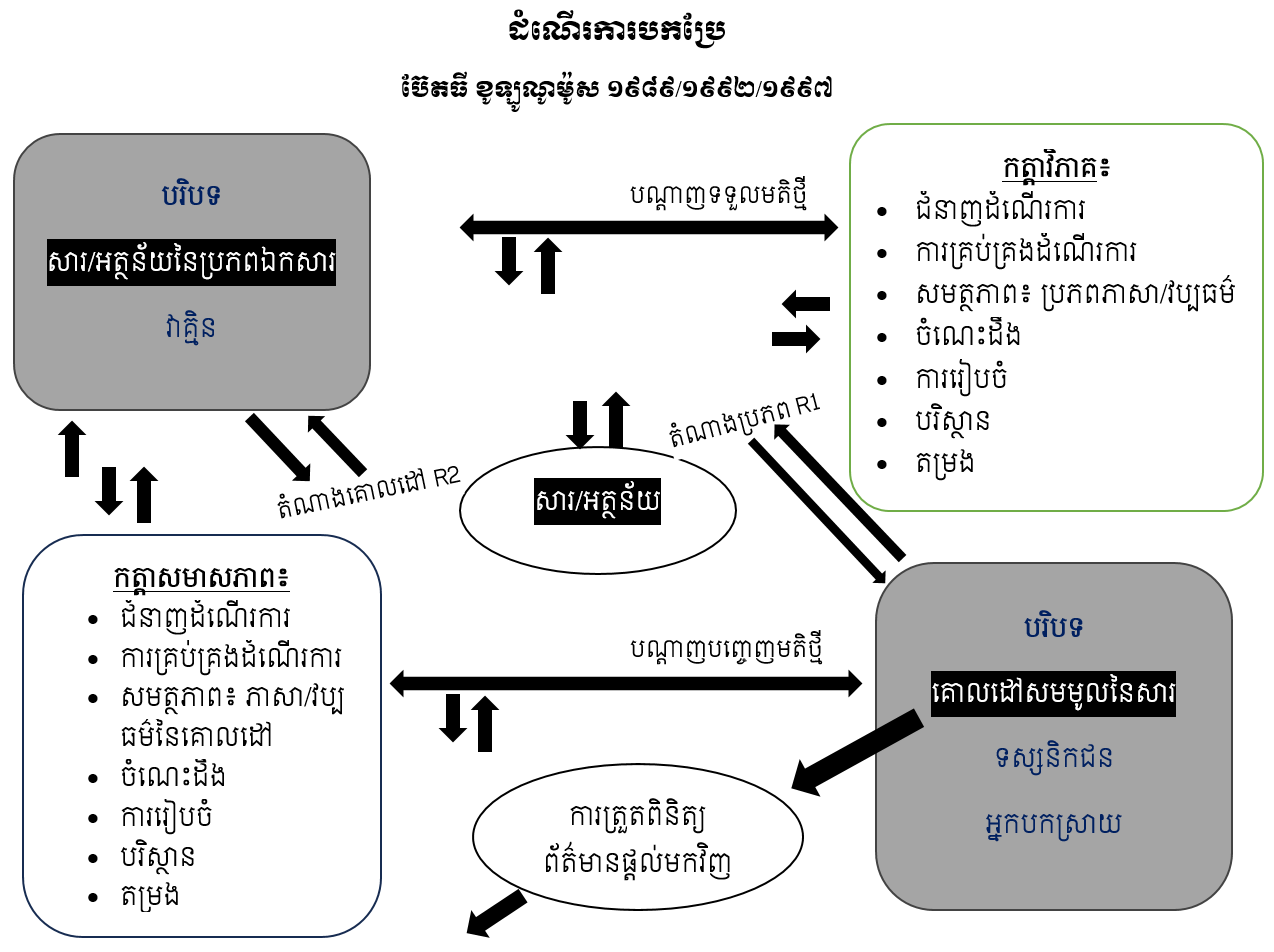 ដំណើរការបកប្រែ
ប៊ែតធី ខូឡូណូម៉ូស ១៩៨៩/១៩៩២/១៩៩៧
បរិបទ
សារ/អត្ថន័យនៃប្រភពឯកសារ
វាគ្មិន
បណ្តាញទទួលមតិថ្មី
កត្តាវិភាគ៖
• ជំនាញដំណើរការ
• ការគ្រប់គ្រងដំណើរការ
• សមត្ថភាព៖ ប្រភពភាសា/វប្បធម៌
• ចំណេះដឹង
• ការរៀបចំ
• បរិស្ថាន
• តម្រង
តំណាងគោលដៅ R2
តំណាងប្រភព R1
សារ/អត្ថន័យ
កត្តាសមាសភាព៖
• ជំនាញដំណើរការ
• ការគ្រប់គ្រងដំណើរការ
• សមត្ថភាព៖ ភាសា/វប្ប
ធម៌នៃគោលដៅ
• ចំណេះដឹង
• ការរៀបចំ
• បរិស្ថាន
• តម្រង
បណ្តាញបញ្ចេញមតិថ្មី
បរិបទ
គោលដៅសមមូលនៃសារ
ទស្សនិកជន
អ្នកបកស្រាយ
ការត្រួតពិនិត្យ
ព័ត៌មានផ្តល់មកវិញ